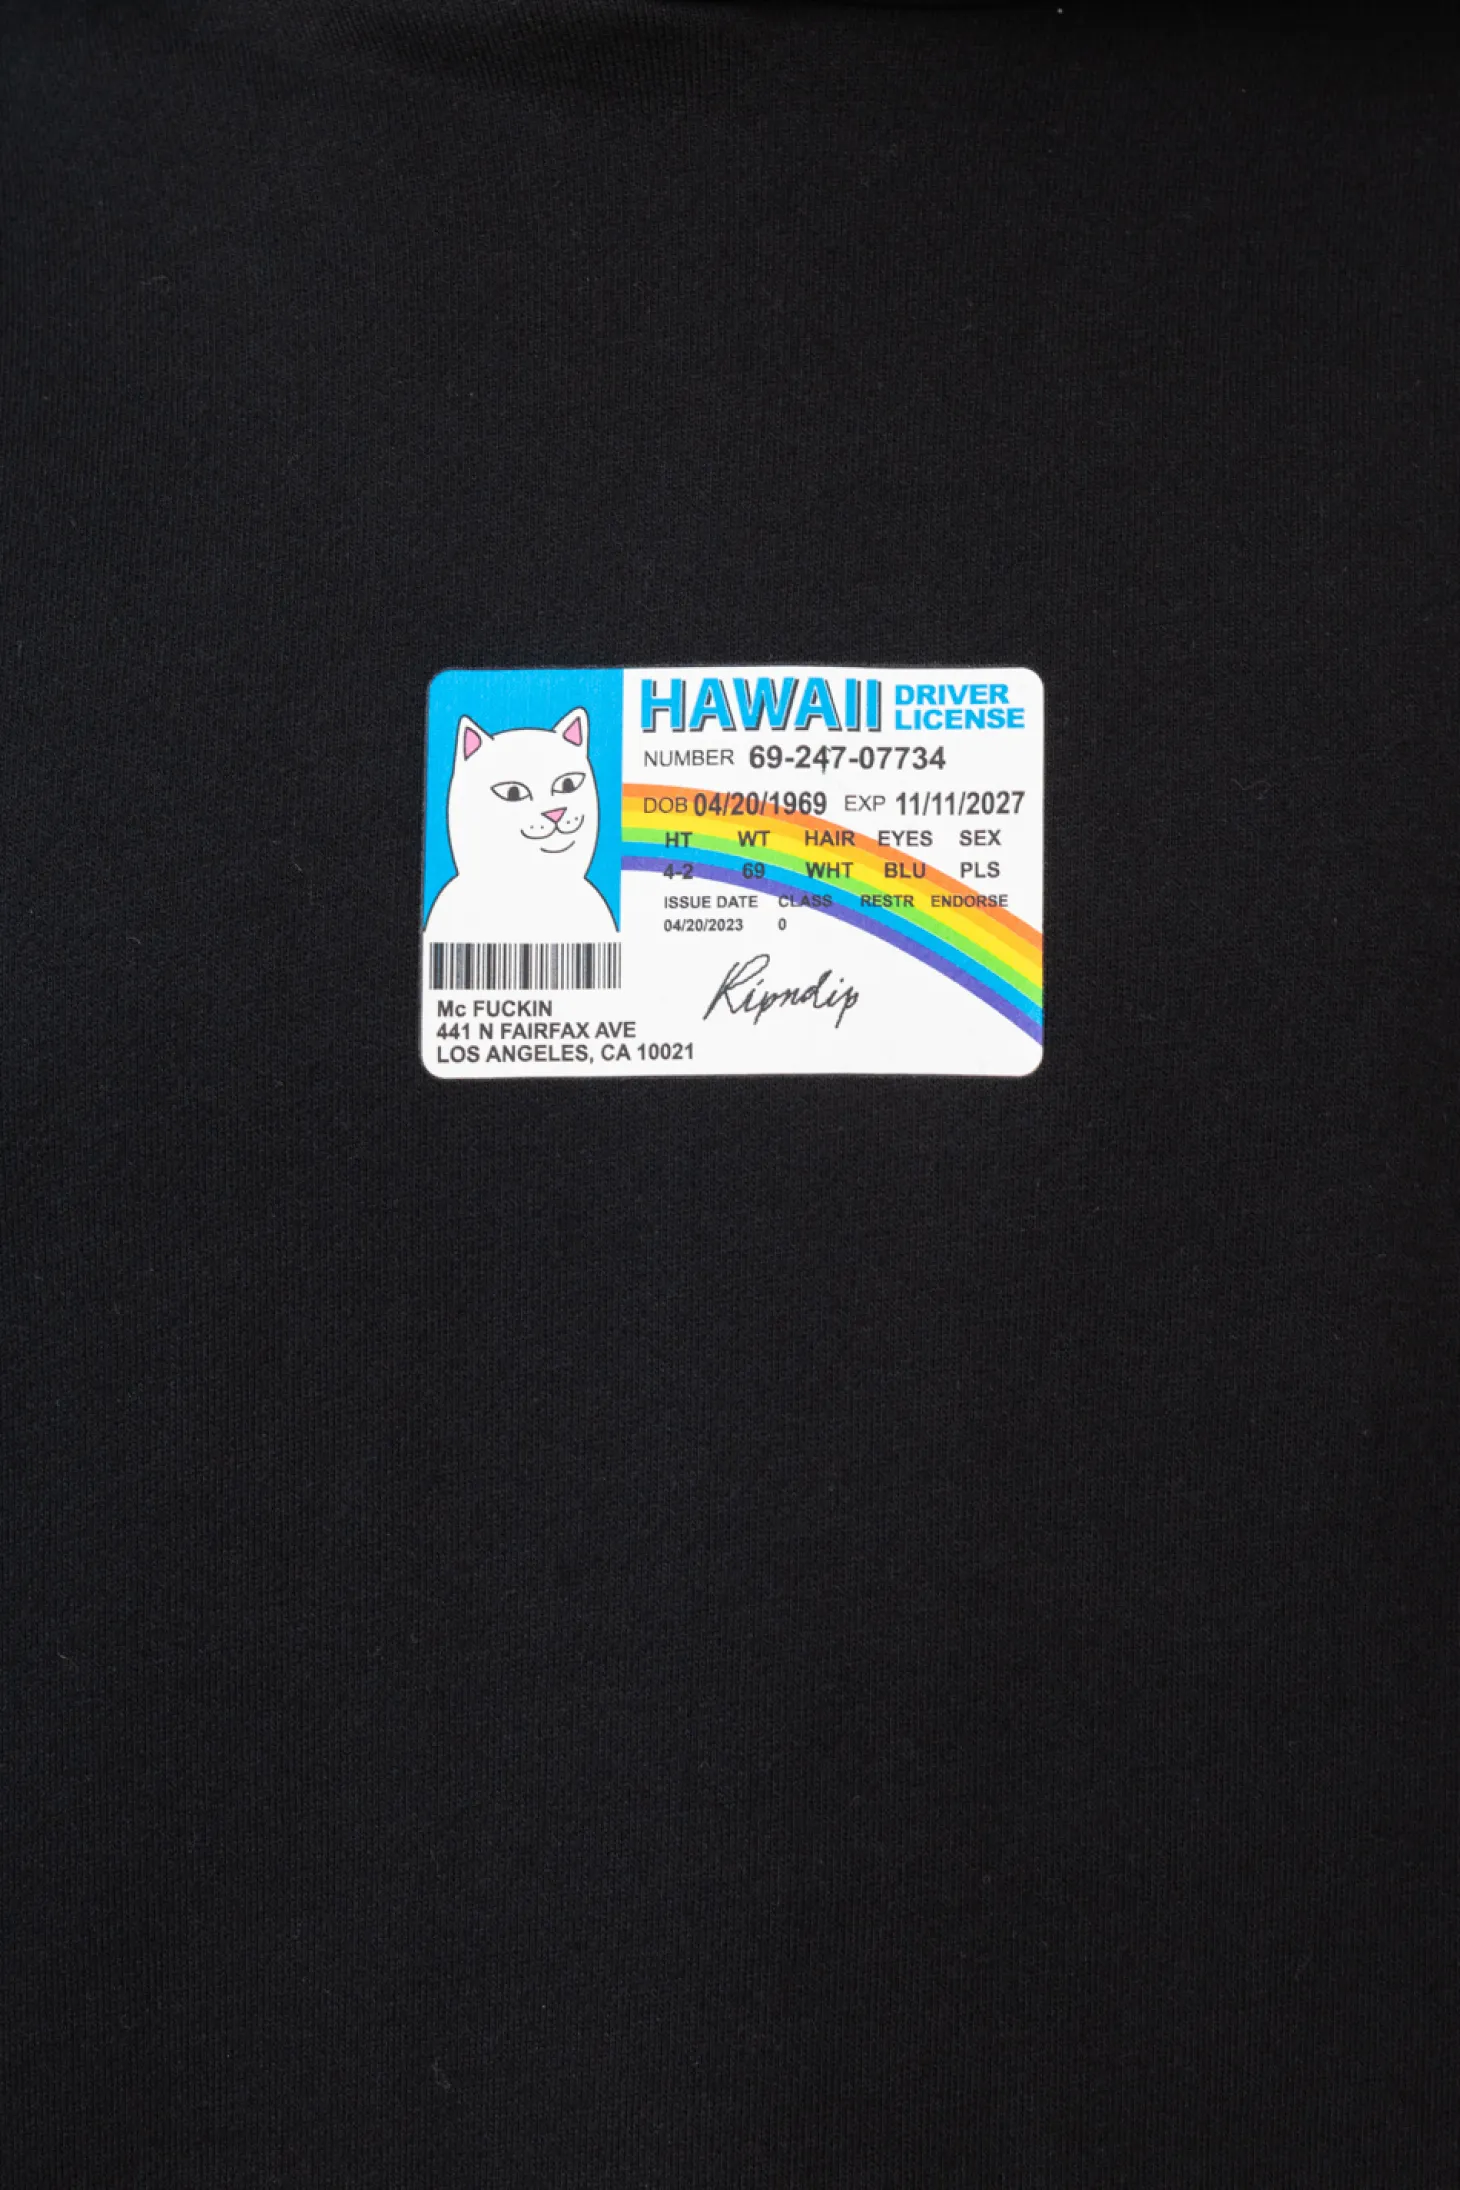 HAWAII DRIVER LICENSE
NUMBER 69-247-07734
DOB 04/20/1969 EXP 11/11/2027
HT WT HAIR EYES SEX
4-2 69 WHT BLU PLS
ISSUE DATE CLASS RESTR ENDORSE
04/20/2023 0
Ripndip
Mc FUCKIN
441 N FAIRFAX AVE
LOS ANGELES, CA 10021